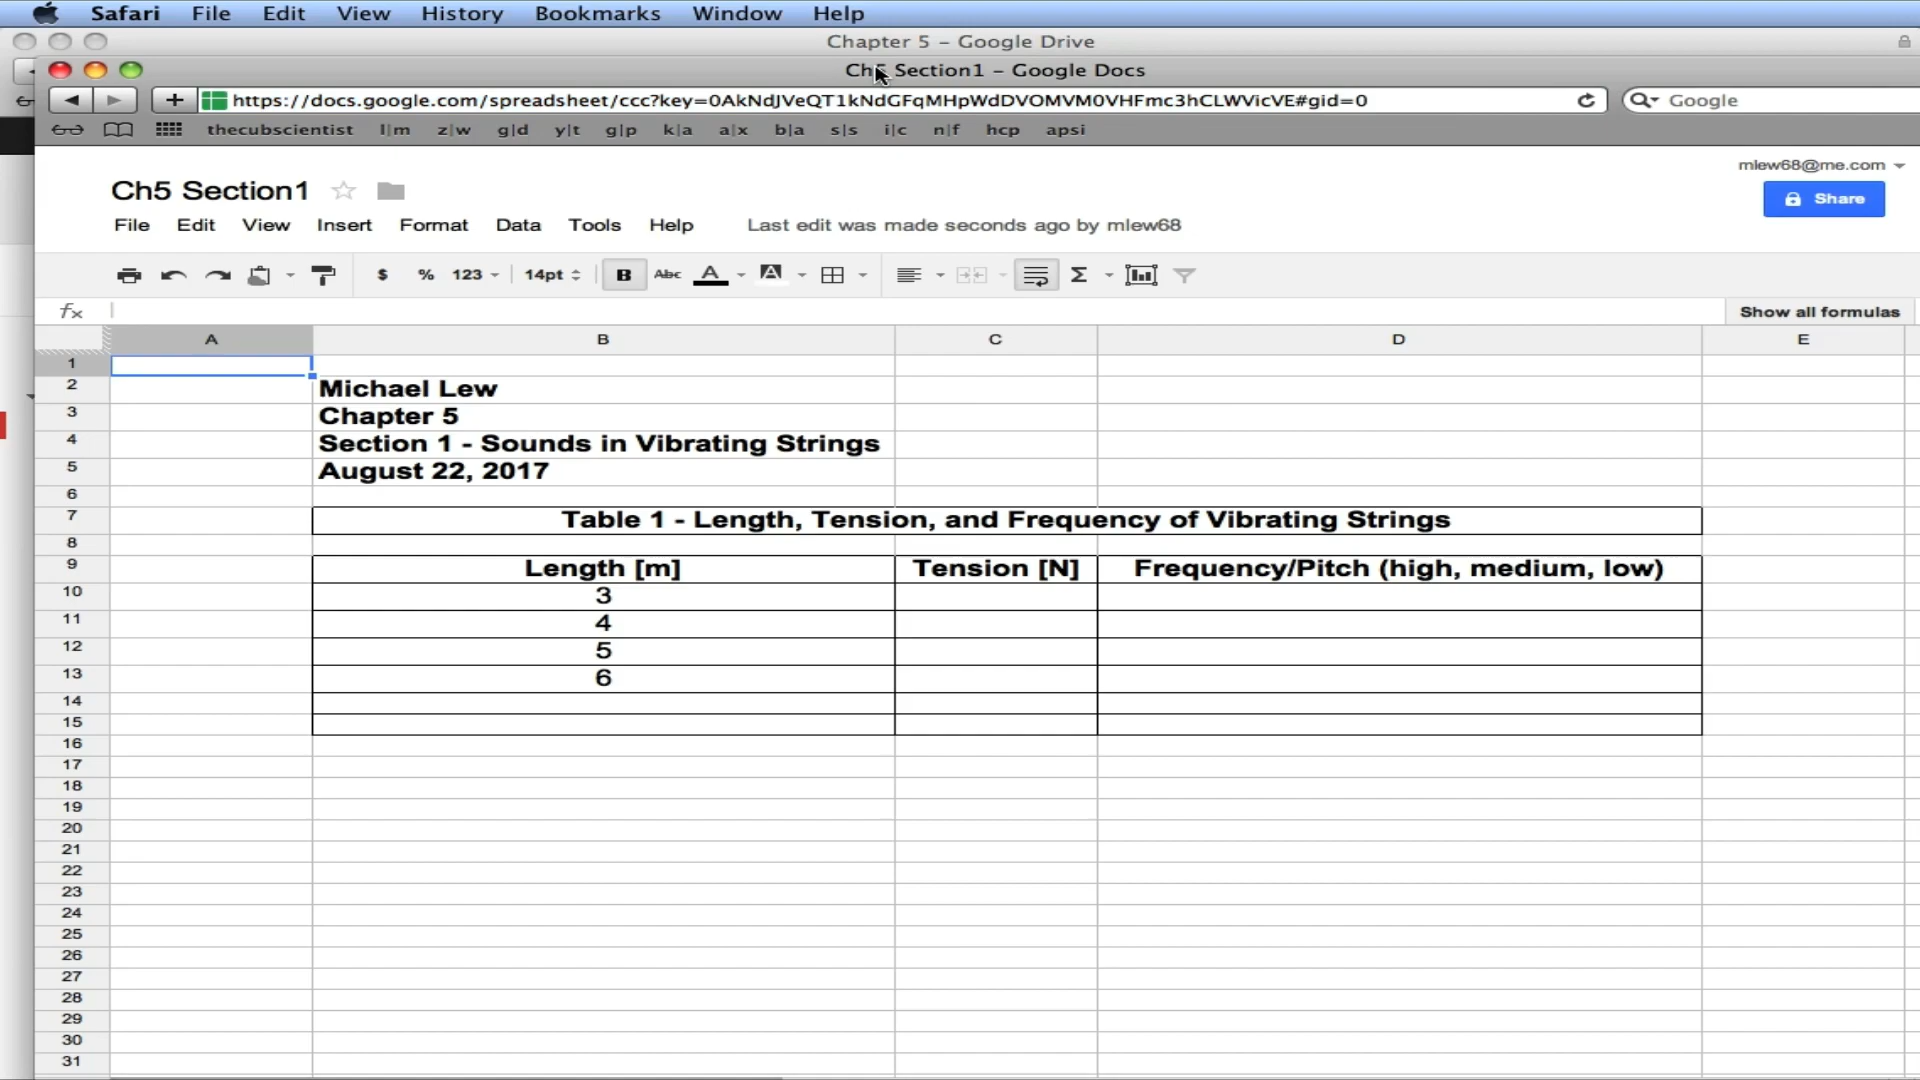 Safari File Edit View History Bookmarks Window Help
Chapter 5 – Google Drive
Ch5 Section1 – Google Docs
https://docs.google.com/spreadsheet/ccc?key=0AkNdJVeQT1kNdGFqMHpWdDVOMVM0VHFmc3hCLWVicVE#gid=0 Google
thecubscientist l|m z|w g|d y|t g|p k|a a|x b|a s|s i|c n|f hcp apsi
mlew68@me.com
Ch5 Section1
Share
File Edit View Insert Format Data Tools Help Last edit was made seconds ago by mlew68
$ % 123 14pt B Abc A A Σ
fx Show all formulas
A B C D E
1
2 Michael Lew
3 Chapter 5
4 Section 1 - Sounds in Vibrating Strings
5 August 22, 2017
6
7 Table 1 - Length, Tension, and Frequency of Vibrating Strings
8
9 Length [m] Tension [N] Frequency/Pitch (high, medium, low)
10 3
11 4
12 5
13 6
14
15
16
17
18
19
20
21
22
23
24
25
26
27
28
29
30
31